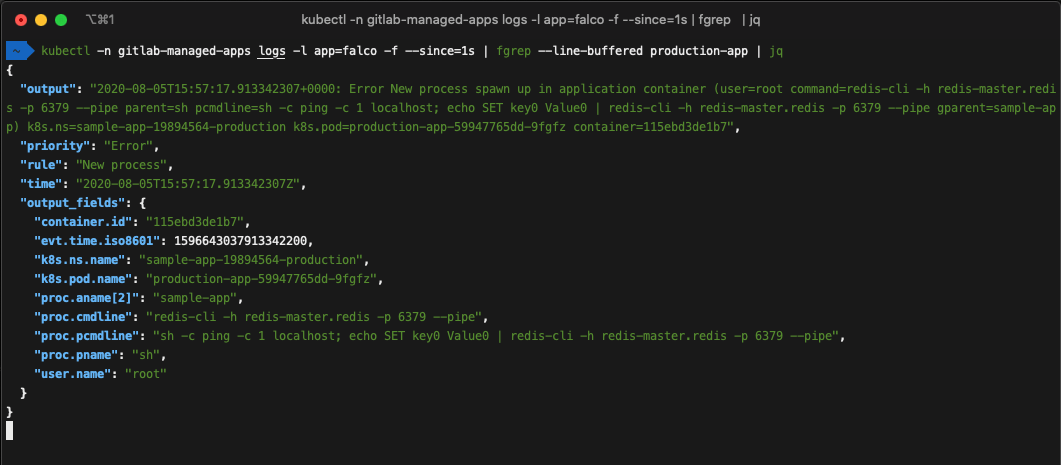 ⌥⌘1 kubectl -n gitlab-managed-apps logs -l app=falco -f --since=1s | fgrep | jq
~ kubectl -n gitlab-managed-apps logs -l app=falco -f --since=1s | fgrep --line-buffered production-app | jq
{
"output": "2020-08-05T15:57:17.913342307+0000: Error New process spawn up in application container (user=root command=redis-cli -h redis-master.redi
s -p 6379 --pipe parent=sh pcmdline=sh -c ping -c 1 localhost; echo SET key0 Value0 | redis-cli -h redis-master.redis -p 6379 --pipe gparent=sample-ap
p) k8s.ns=sample-app-19894564-production k8s.pod=production-app-59947765dd-9fgfz container=115ebd3de1b7",
"priority": "Error",
"rule": "New process",
"time": "2020-08-05T15:57:17.913342307Z",
"output_fields": {
"container.id": "115ebd3de1b7",
"evt.time.iso8601": 1596643037913342200,
"k8s.ns.name": "sample-app-19894564-production",
"k8s.pod.name": "production-app-59947765dd-9fgfz",
"proc.aname[2]": "sample-app",
"proc.cmdline": "redis-cli -h redis-master.redis -p 6379 --pipe",
"proc.pcmdline": "sh -c ping -c 1 localhost; echo SET key0 Value0 | redis-cli -h redis-master.redis -p 6379 --pipe",
"proc.pname": "sh",
"user.name": "root"
}
}